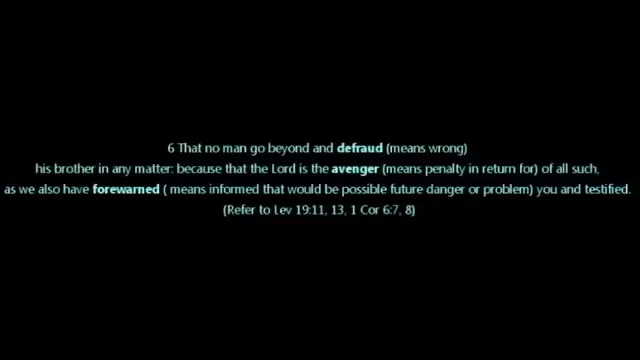 6 That no man go beyond and defraud (means wrong)
his brother in any matter: because that the Lord is the avenger (means penalty in return for) of all such,
as we also have forewarned ( means informed that would be possible future danger or problem) you and testified.
(Refer to Lev 19:11, 13, 1 Cor 6:7, 8)